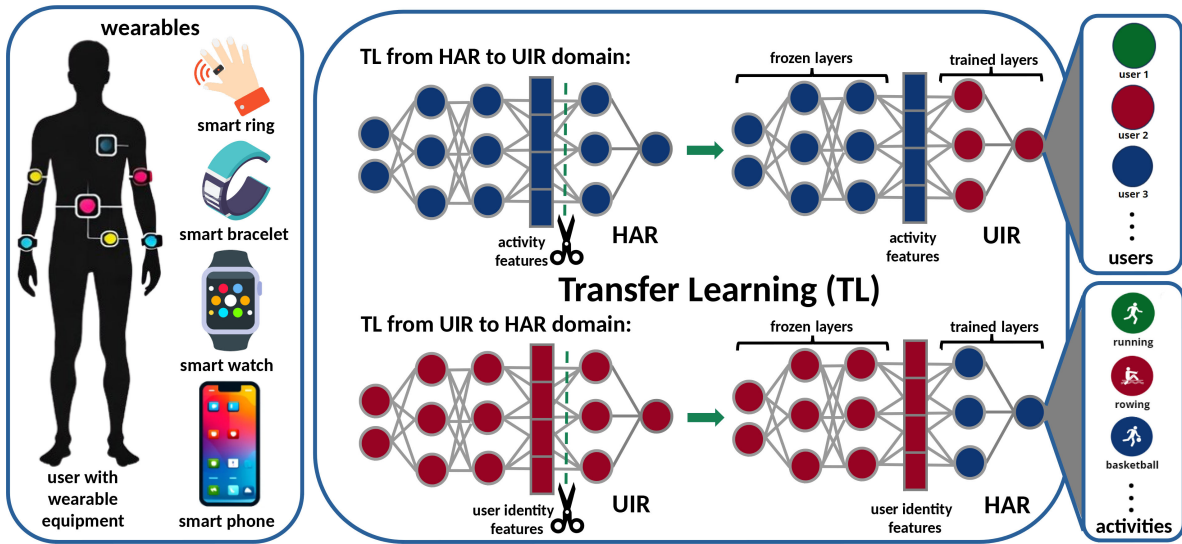 wearables
smart ring
smart bracelet
smart watch
smart phone
user with
wearable
equipment
TL from HAR to UIR domain:
activity
features
HAR
frozen layers
trained layers
activity
features
UIR
Transfer Learning (TL)
TL from UIR to HAR domain:
user identity
features
UIR
frozen layers
trained layers
user identity
features
HAR
user 1
user 2
user 3
users
running
rowing
basketball
activities